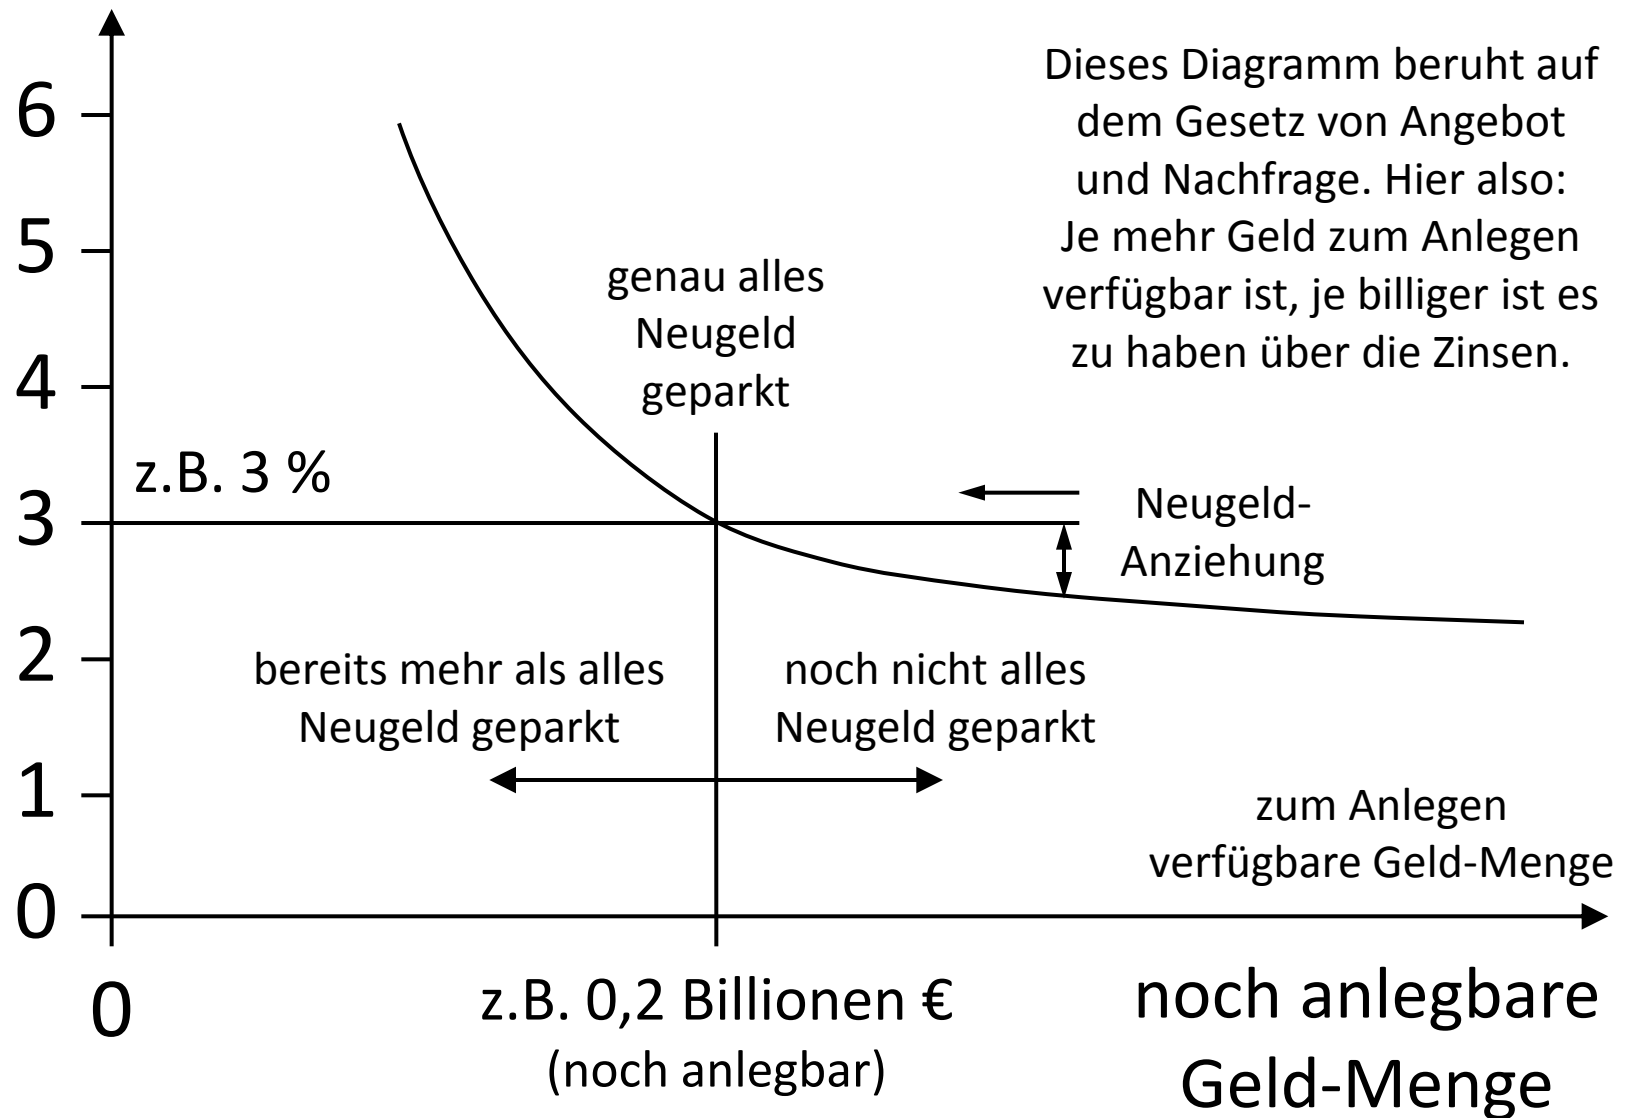 6
5
4
3
2
1
0
Dieses Diagramm beruht auf
dem Gesetz von Angebot
und Nachfrage. Hier also:
Je mehr Geld zum Anlegen
verfügbar ist, je billiger ist es
zu haben über die Zinsen.
genau alles
Neugeld
geparkt
z.B. 3 %
Neugeld-
Anziehung
bereits mehr als alles
Neugeld geparkt
noch nicht alles
Neugeld geparkt
zum Anlegen
verfügbare Geld-Menge
0
z.B. 0,2 Billionen €
(noch anlegbar)
noch anlegbare
Geld-Menge